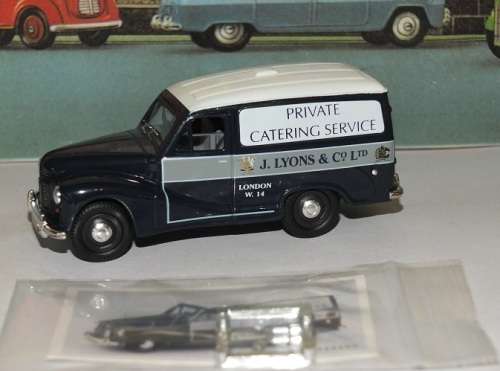 PRIVATE
CATERING SERVICE
J. LYONS & Co LTD
LONDON
W. 14